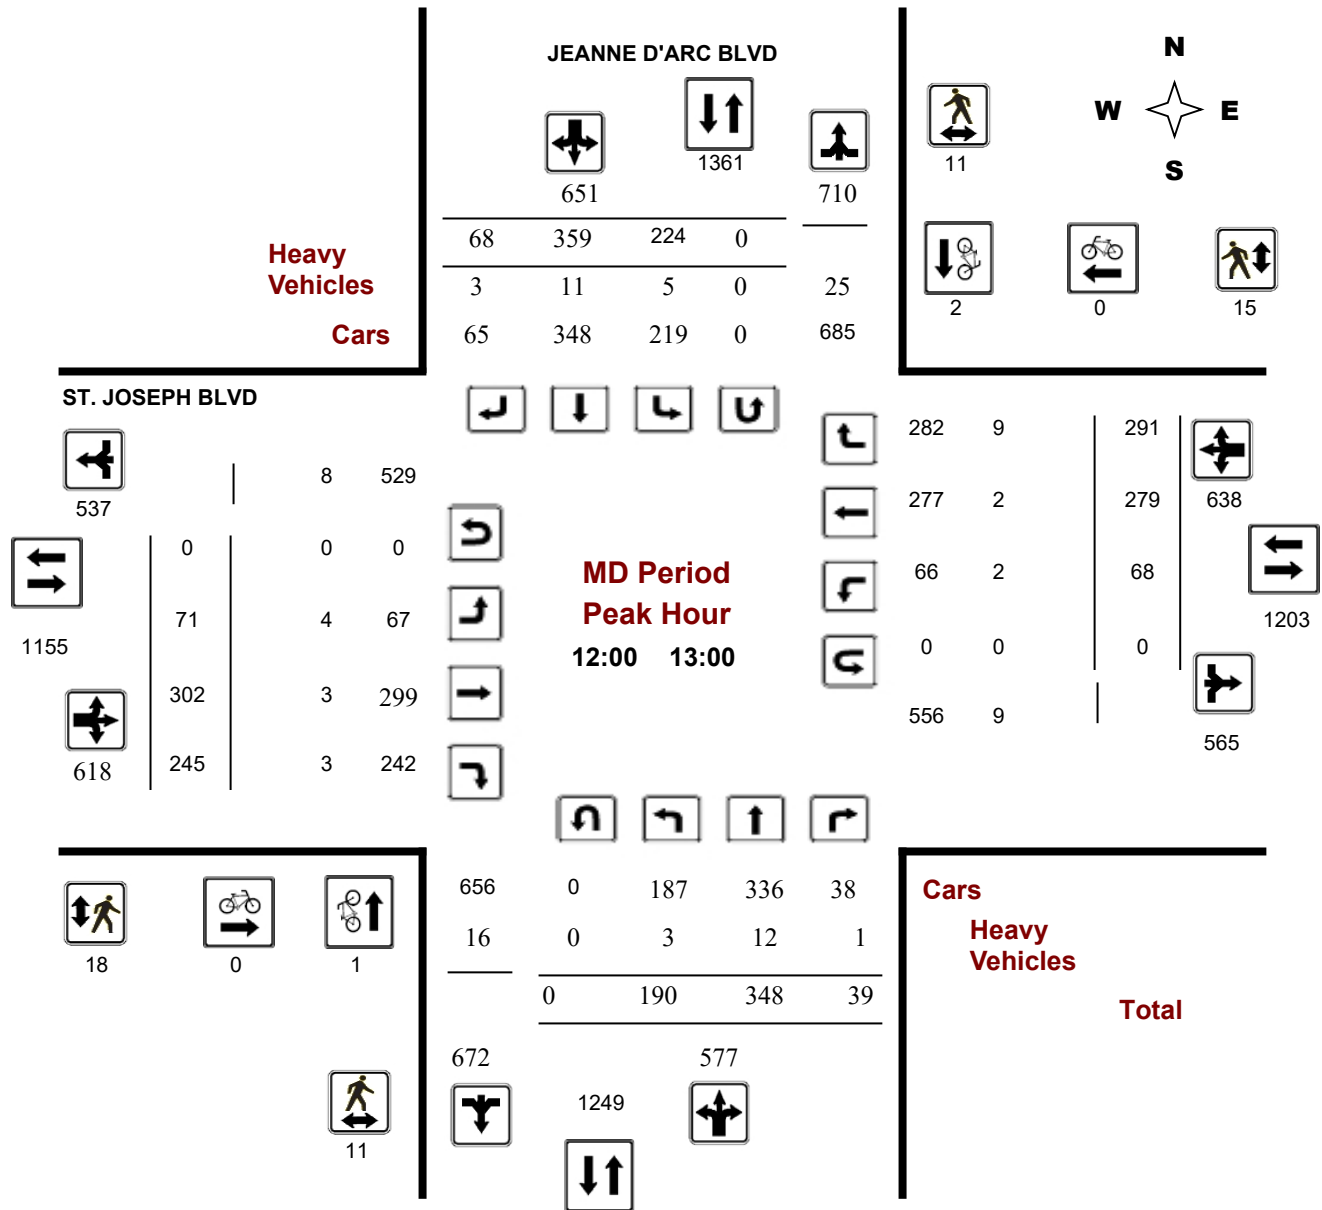 JEANNE D'ARC BLVD
N
W E
S
1361
11
651 710
68 359 224 0
Heavy
Vehicles
3 11 5 0 25
2 0 15
Cars
65 348 219 0 685
ST. JOSEPH BLVD
282 9 291
8 529
537
277 2 279 638
0 0 0
MD Period
66 2 68
71 4 67
Peak Hour
1155
1203
12:00 13:00
0 0 0
302 3 299
556 9
565
618 245 3 242
656 0 187 336 38
Cars
16 0 3 12 1
Heavy
Vehicles
18 0 1
0 190 348 39
Total
672 577
1249
11